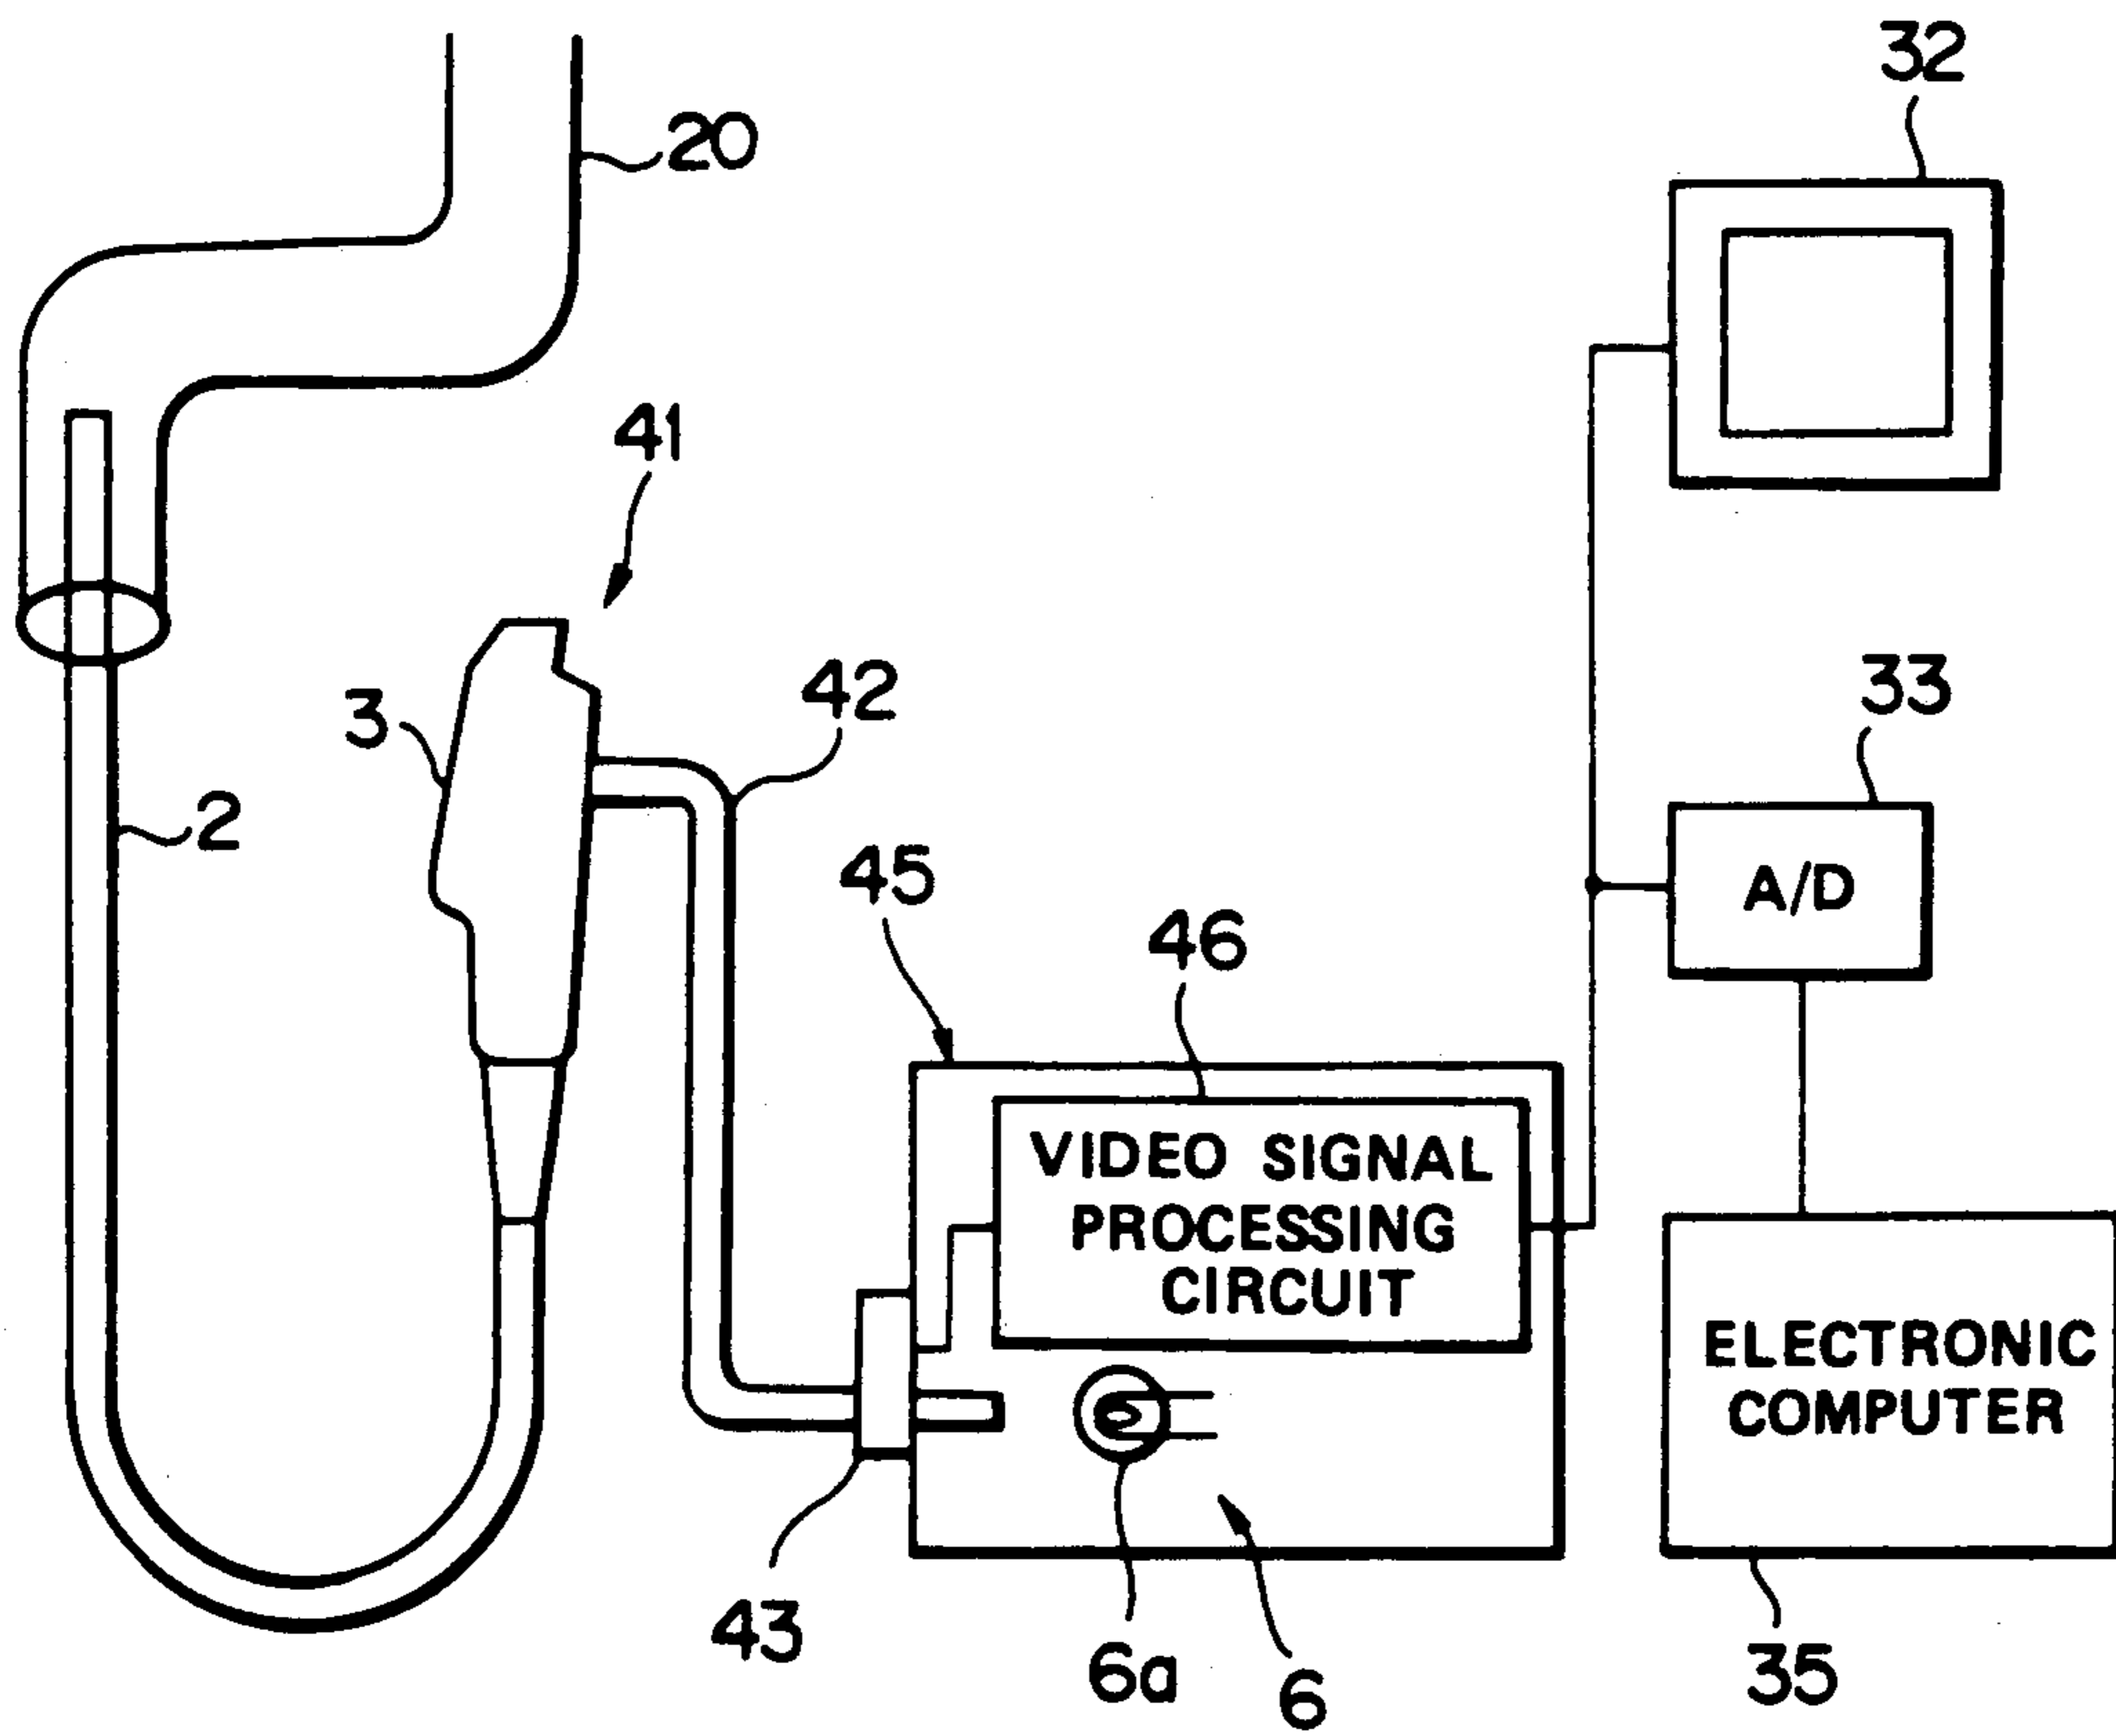 32
20
41
3
42
33
2
45
A/D
46
VIDEO SIGNAL
PROCESSING
CIRCUIT
ELECTRONIC
COMPUTER
43
6a
6
35